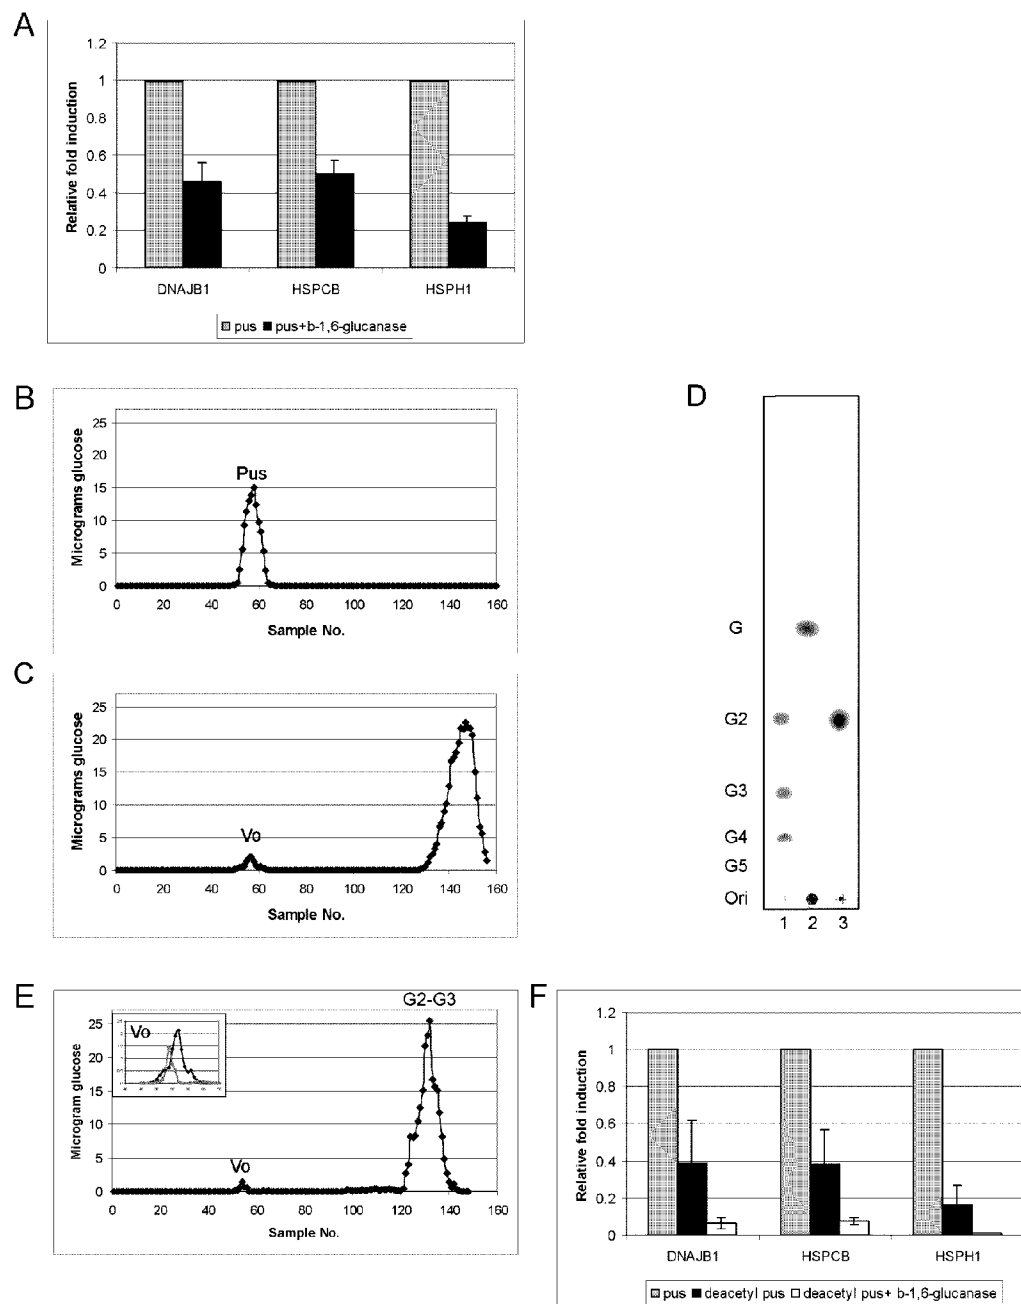 A
1.2
1
0.8
0.6
0.4
0.2
0
Relative fold induction
DNAJB1 HSPCB HSPH1
pus pus+b-1,6-glucanase
B
25
20
15
10
5
0
Micrograms glucose
Pus
0 20 40 60 80 100 120 140 160
Sample No.
C
25
20
15
10
5
0
Micrograms glucose
Vo
0 20 40 60 80 100 120 140 160
Sample No.
D
G
G2
G3
G4
G5
Ori
1 2 3
E
G2-G3
25
20
15
10
5
0
Microgram glucose
Vo
Vo
0 20 40 60 80 100 120 140 160
Sample No.
F
1.2
1
0.8
0.6
0.4
0.2
0
Relative fold induction
DNAJB1 HSPCB HSPH1
pus deacetyl pus deacetyl pus+ b-1,6-glucanase